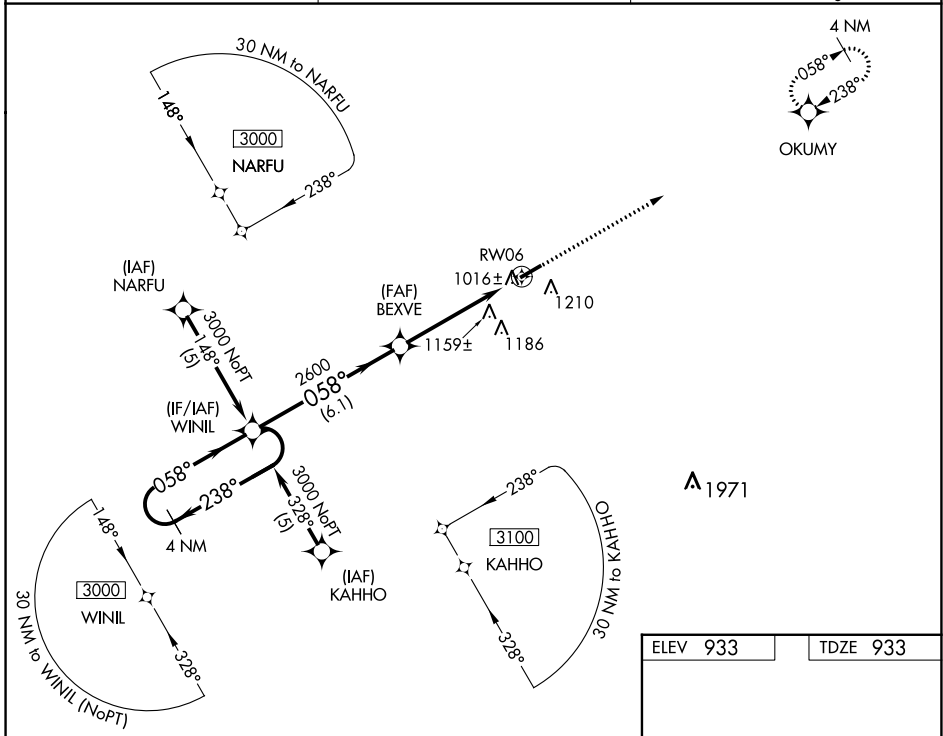 4 NM
058°
238°
OKUMY
30 NM to NARFU
148°
3000
NARFU
238°
(IAF)
NARFU
3000 NoPT
148°
(5)
RW06
1016±
1210
(FAF)
BEXVE
1159±
1186
2600
058°
(6.1)
(IF/IAF)
WINIL
058°
238°
4 NM
3000 NoPT
328°
(5)
(IAF)
KAHHO
1971
238°
3100
KAHHO
328°
30 NM to KAHHO
148°
3000
WINIL
328°
30 NM to WINIL (NoPT)
ELEV 933
TDZE 933